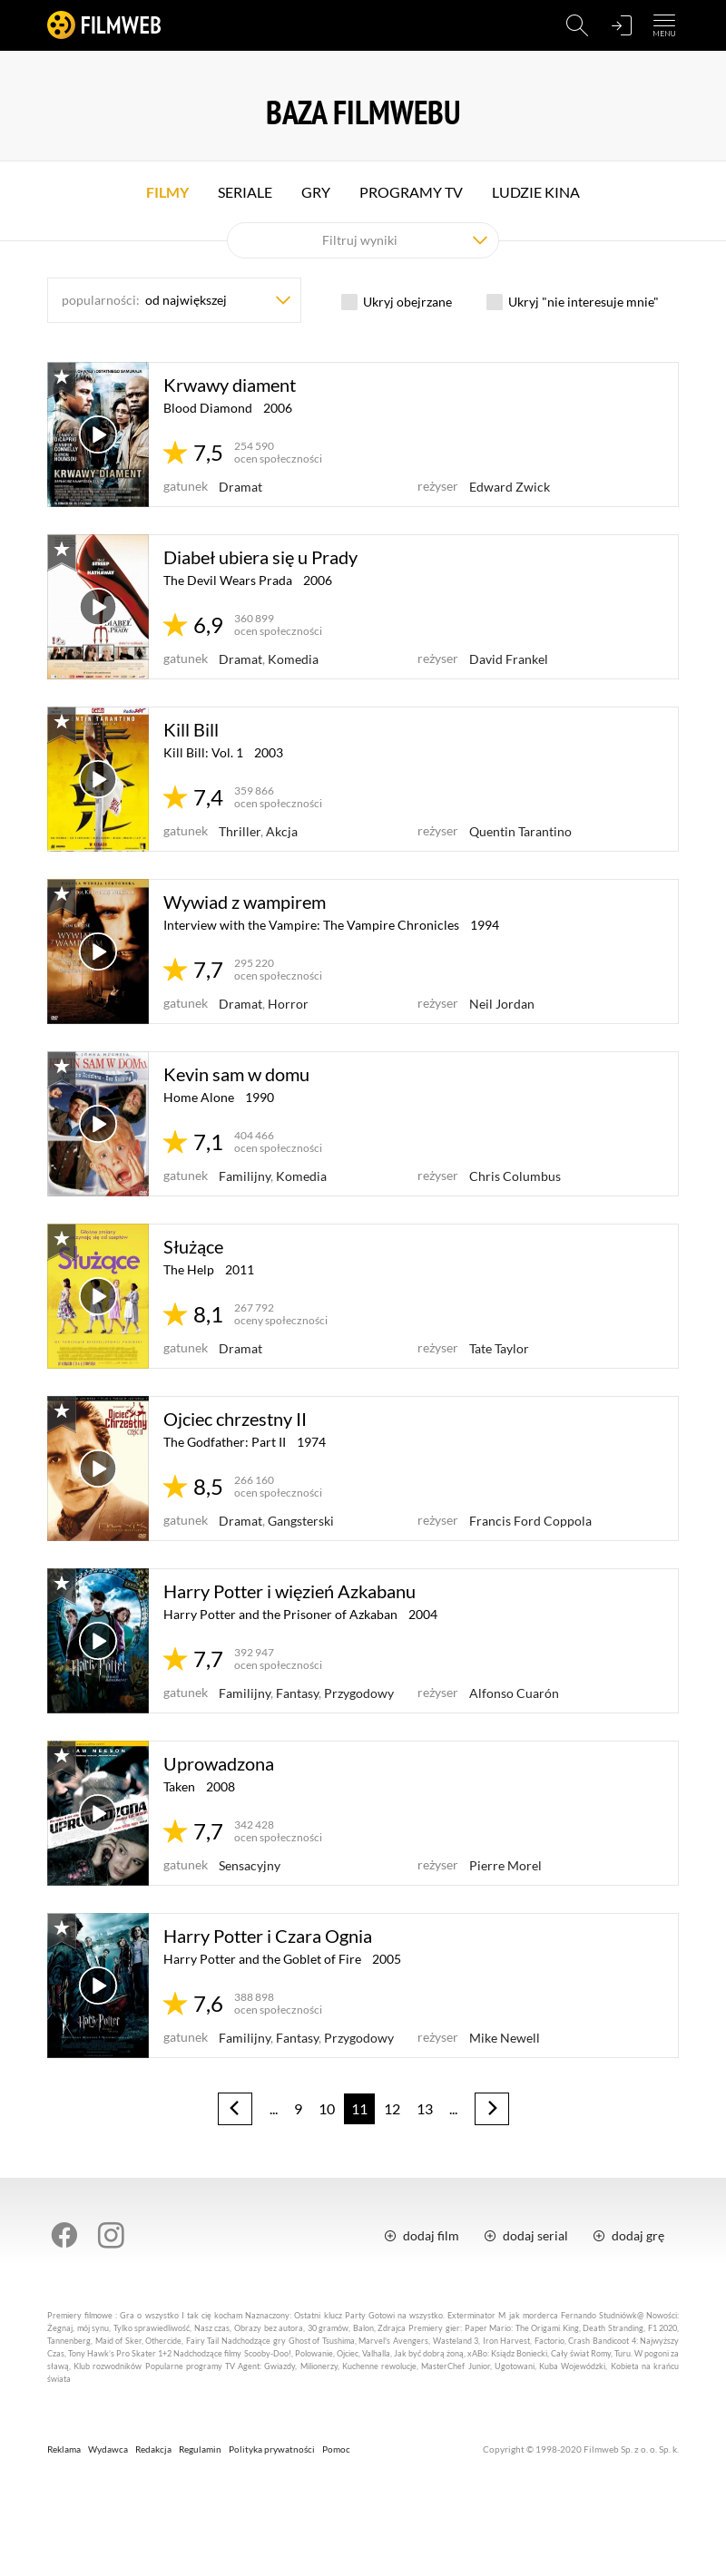 FILMWEB
MENU
BAZA FILMWEBU
FILMY SERIALE GRY PROGRAMY TV LUDZIE KINA
Filtruj wyniki
popularności: od największej
Ukryj obejrzane
Ukryj "nie interesuje mnie"
KRWAWY DIAMENT
Krwawy diament
Blood Diamond 2006
7,5
254 590
ocen społeczności
gatunek Dramat reżyser Edward Zwick
Diabeł ubiera się u Prady
The Devil Wears Prada 2006
6,9
360 899
ocen społeczności
gatunek Dramat, Komedia reżyser David Frankel
Kill Bill
Kill Bill: Vol. 1 2003
7,4
359 866
ocen społeczności
gatunek Thriller, Akcja reżyser Quentin Tarantino
Wywiad z wampirem
Interview with the Vampire: The Vampire Chronicles 1994
7,7
295 220
ocen społeczności
gatunek Dramat, Horror reżyser Neil Jordan
Kevin sam w domu
Home Alone 1990
7,1
404 466
ocen społeczności
gatunek Familijny, Komedia reżyser Chris Columbus
Służące
Służące
The Help 2011
8,1
267 792
oceny społeczności
gatunek Dramat reżyser Tate Taylor
Ojciec Chrzestny
Ojciec chrzestny II
The Godfather: Part II 1974
8,5
266 160
ocen społeczności
gatunek Dramat, Gangsterski reżyser Francis Ford Coppola
Harry Potter
Harry Potter i więzień Azkabanu
Harry Potter and the Prisoner of Azkaban 2004
7,7
392 947
ocen społeczności
gatunek Familijny, Fantasy, Przygodowy reżyser Alfonso Cuarón
UPROWADZONA
Uprowadzona
Taken 2008
7,7
342 428
ocen społeczności
gatunek Sensacyjny reżyser Pierre Morel
Harry Potter
Harry Potter i Czara Ognia
Harry Potter and the Goblet of Fire 2005
7,6
388 898
ocen społeczności
gatunek Familijny, Fantasy, Przygodowy reżyser Mike Newell
... 9 10 11 12 13 ...
dodaj film dodaj serial dodaj grę
Premiery filmowe : Gra o wszystko I tak cię kocham Naznaczony: Ostatni klucz Party Gotowi na wszystko. Exterminator M jak morderca Fernando Studniówk@ Nowości:
Żegnaj, mój synu, Tylko sprawiedliwość, Nasz czas, Obrazy bez autora, 30 gramów, Balon, Zdrajca Premiery gier: Paper Mario: The Origami King, Death Stranding, F1 2020,
Tannenberg, Maid of Sker, Othercide, Fairy Tail Nadchodzące gry Ghost of Tsushima, Marvel's Avengers, Wasteland 3, Iron Harvest, Factorio, Crash Bandicoot 4: Najwyższy
Czas, Tony Hawk's Pro Skater 1+2 Nadchodzące filmy Scooby-Doo!, Polowanie, Ojciec, Valhalla, Jak być dobrą żoną, xABo: Ksiądz Boniecki, Cały świat Romy, Turu. W pogoni za
sławą, Klub rozwodników Popularne programy TV Agent: Gwiazdy, Milionerzy, Kuchenne rewolucje, MasterChef Junior, Ugotowani, Kuba Wojewódzki, Kobieta na krańcu
świata
Reklama Wydawca Redakcja Regulamin Polityka prywatności Pomoc Copyright © 1998-2020 Filmweb Sp. z o. o. Sp. k.